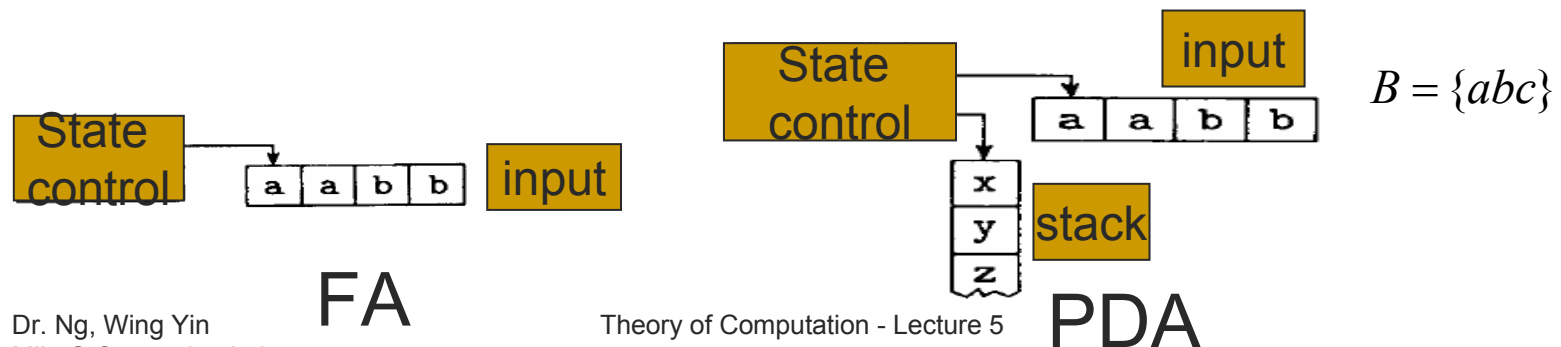 State
control
a a b b
input
FA
State
control
input
a a b b
x
y
z
stack
PDA
B = {abc}
Dr. Ng, Wing Yin
Theory of Computation - Lecture 5